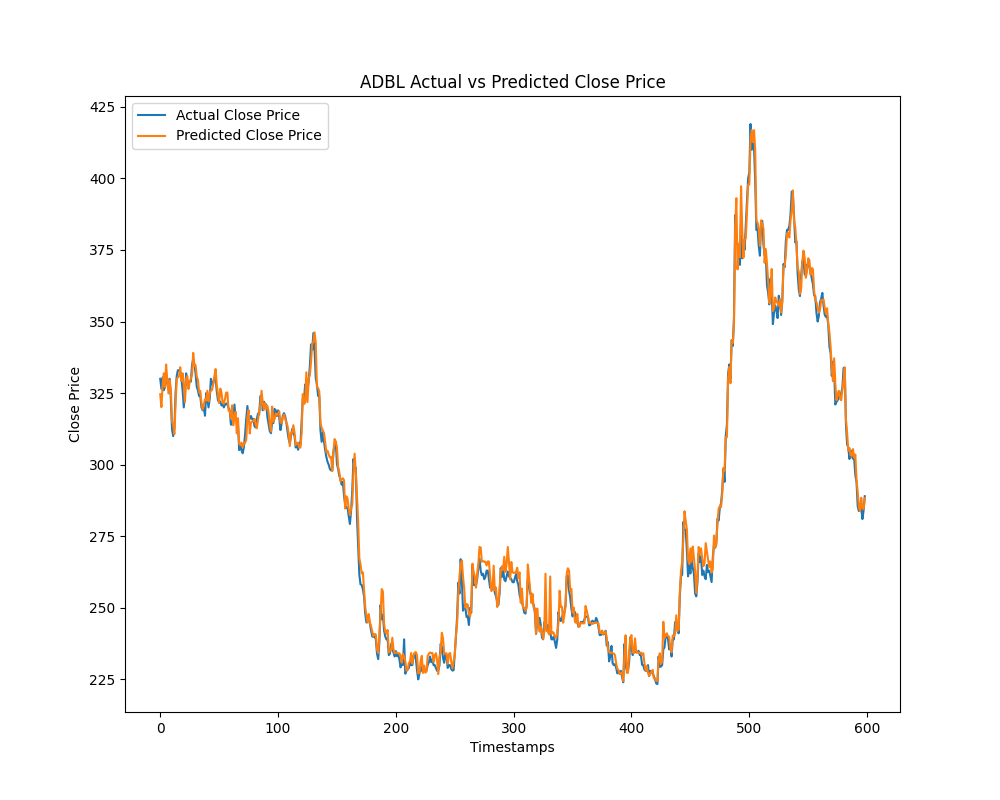 ADBL Actual vs Predicted Close Price
Actual Close Price
Predicted Close Price
425
400
375
350
325
300
275
250
225
Close Price
0 100 200 300 400 500 600
Timestamps